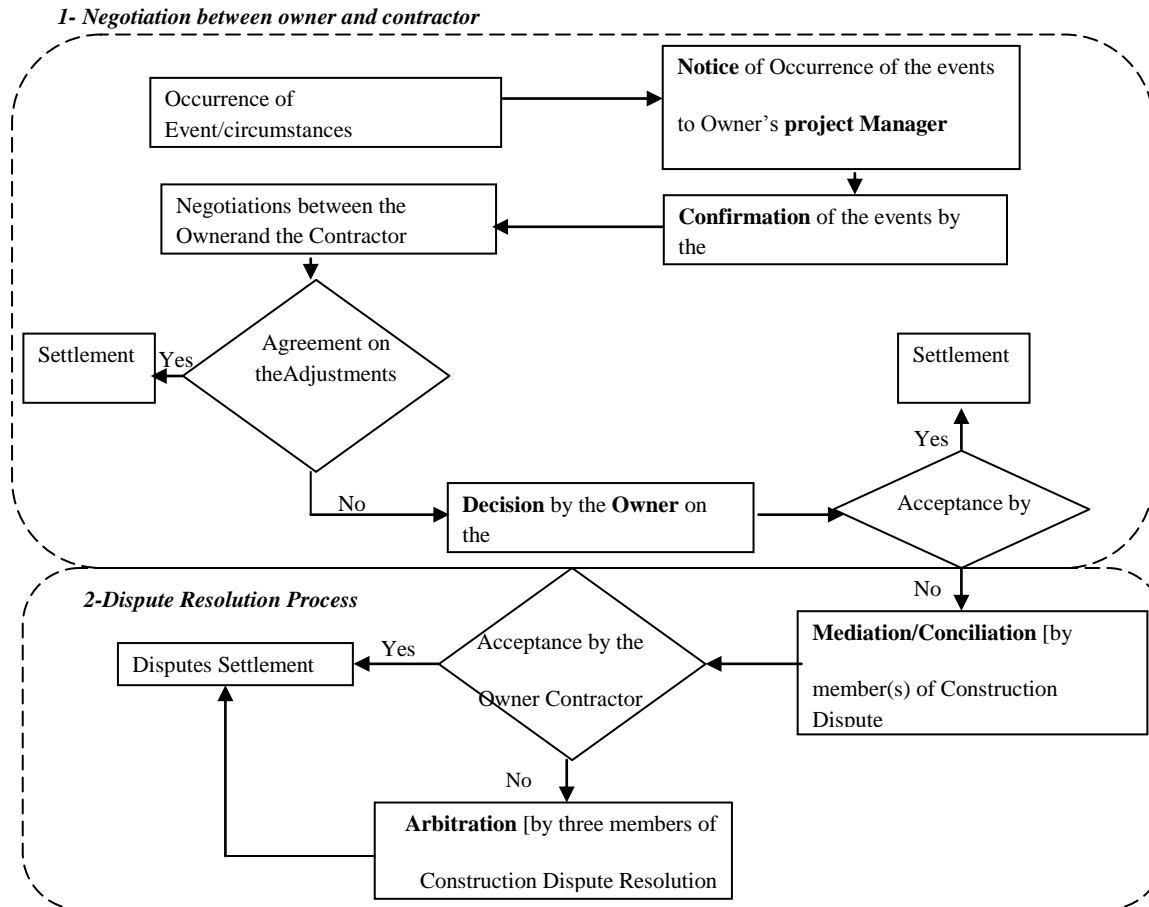 1- Negotiation between owner and contractor
Occurrence of
Event/circumstances
Notice of Occurrence of the events
to Owner's project Manager
Negotiations between the
Ownerand the Contractor
Confirmation of the events by
the
Agreement on
theAdjustments
Yes
Settlement
No
Decision by the Owner on
the
Acceptance by
Yes
Settlement
No
2-Dispute Resolution Process
Mediation/Conciliation [by
member(s) of Construction
Dispute
Acceptance by the
Owner Contractor
Yes
Disputes Settlement
No
Arbitration [by three members of
Construction Dispute Resolution